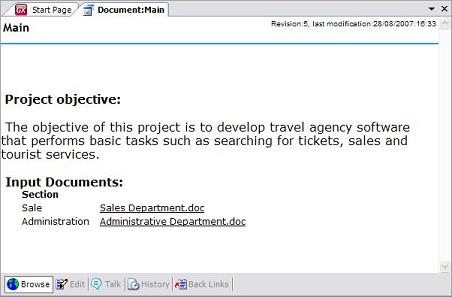 GX Start Page Document:Main
Main Revision:5, last modification:28/08/2007:16:33
Project objective:
The objective of this project is to develop travel agency software
that performs basic tasks such as searching for tickets, sales and
tourist services.
Input Documents:
Section
Sale Sales Department.doc
Administration Administrative Department.doc
Browse Edit Talk History Back Links